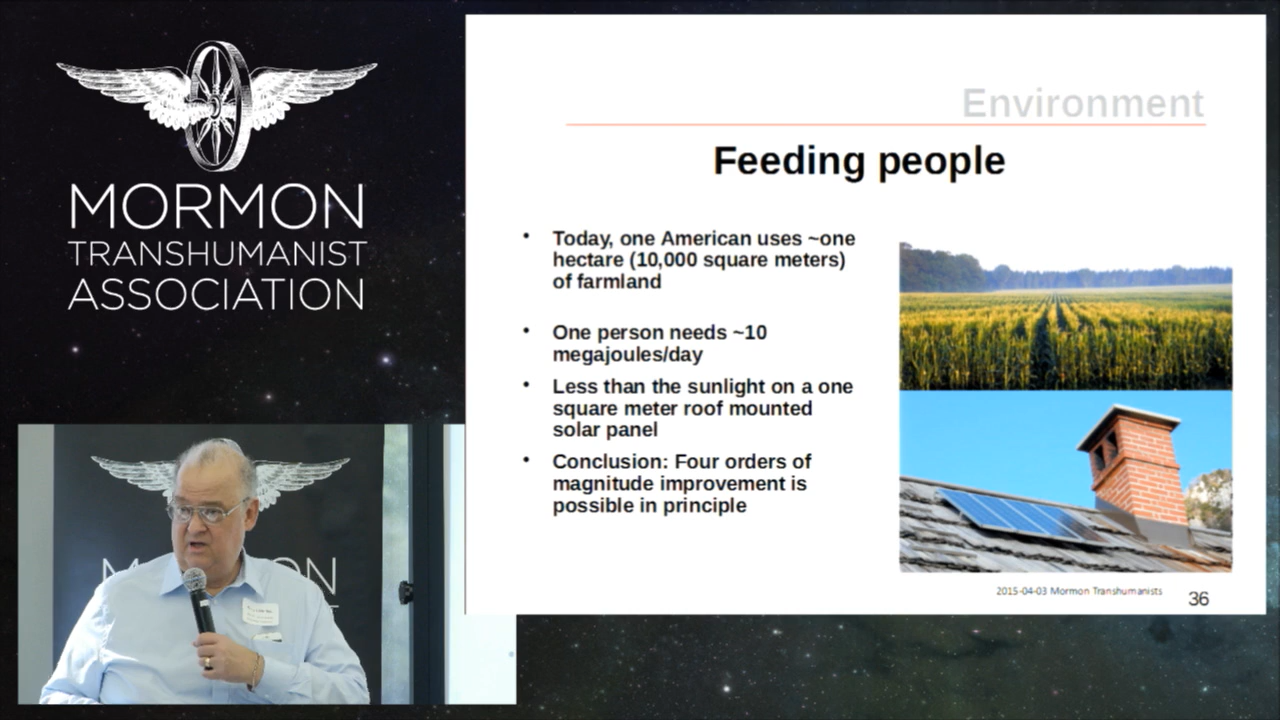 MORMON
TRANSHUMANIST
ASSOCIATION
Environment
Feeding people
• Today, one American uses ~one
hectare (10,000 square meters)
of farmland
• One person needs ~10
megajoules/day
• Less than the sunlight on a one
square meter roof mounted
solar panel
• Conclusion: Four orders of
magnitude improvement is
possible in principle
2015-04-03 Mormon Transhumanists
36